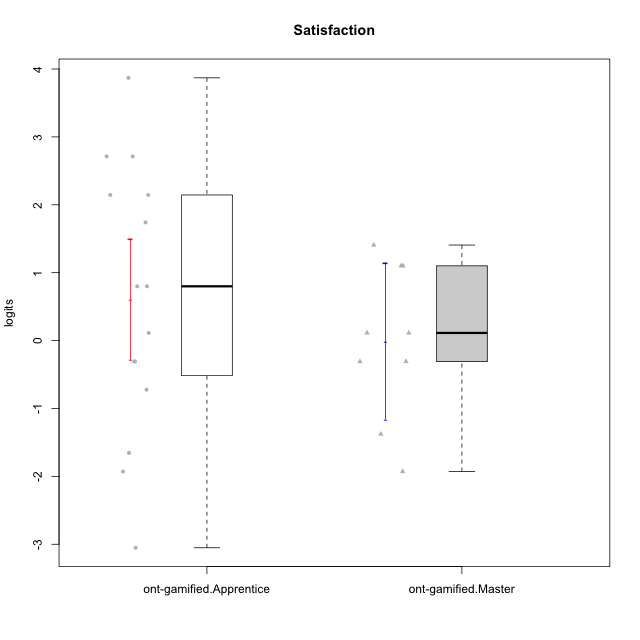 Satisfaction
4
3
2
1
0
-1
-2
-3
logits
ont-gamified.Apprentice ont-gamified.Master